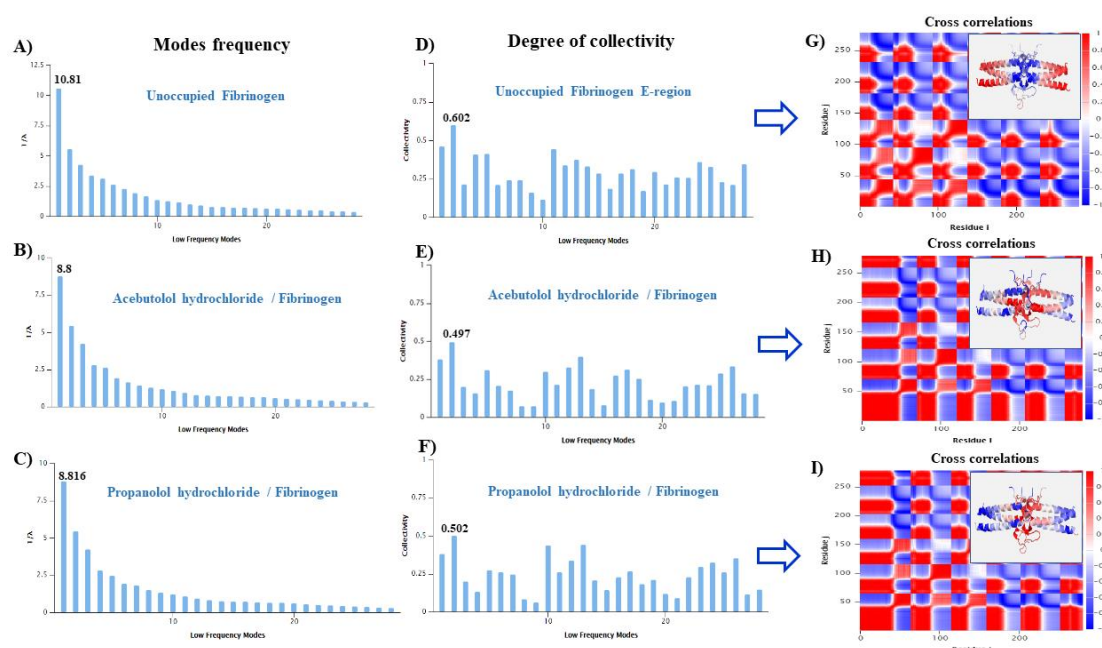 Cross correlations
A)
Modes frequency
12.5
10.81
10
7.5
5
2.5
0
Unoccupied Fibrinogen
1/λ
10
20
Low Frequency Modes
D)
Degree of collectivity
1
0.75
0.602
0.5
0.25
0
Unoccupied Fibrinogen E-region
Collectivity
10
20
Low Frequency Modes
G)
250
200
150
100
50
Residue j
0
100
200
Residue i
B)
10
8.8
7.5
5
2.5
0
Acebutolol hydrochloride / Fibrinogen
1/λ
10
20
Low Frequency Modes
E)
1
0.75
0.497
0.5
0.25
0
Acebutolol hydrochloride / Fibrinogen
Collectivity
10
20
Low Frequency Modes
Cross correlations
H)
250
200
150
100
50
Residue j
0
100
200
Residue i
C)
10
8.816
7.5
5
2.5
0
Propanolol hydrochloride / Fibrinogen
1/λ
10
20
Low Frequency Modes
F)
1
0.75
0.502
0.5
0.25
0
Propanolol hydrochloride / Fibrinogen
Collectivity
10
20
Low Frequency Modes
Cross correlations
I)
250
200
150
100
50
Residue j
0
100
200